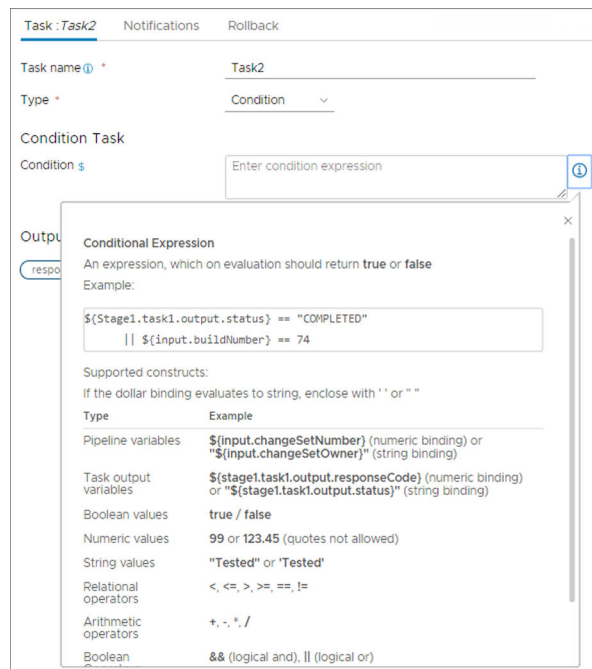 Task : Task2 Notifications Rollback
Task name * Task2
Type * Condition
Condition Task
Condition $ Enter condition expression
Outpu
respo
Conditional Expression
An expression, which on evaluation should return true or false
Example:
${Stage1.task1.output.status} == "COMPLETED"
|| ${input.buildNumber} == 74
Supported constructs:
If the dollar binding evaluates to string, enclose with ' ' or " "
Type Example
Pipeline variables ${input.changeSetNumber} (numeric binding) or
"${input.changeSetOwner}" (string binding)
Task output ${stage1.task1.output.responseCode} (numeric binding)
variables or "${stage1.task1.output.status}" (string binding)
Boolean values true / false
Numeric values 99 or 123.45 (quotes not allowed)
String values "Tested" or 'Tested'
Relational <, <=, >, >=, ==, !=
operators
Arithmetic +, -, *, /
operators
Boolean && (logical and), || (logical or)